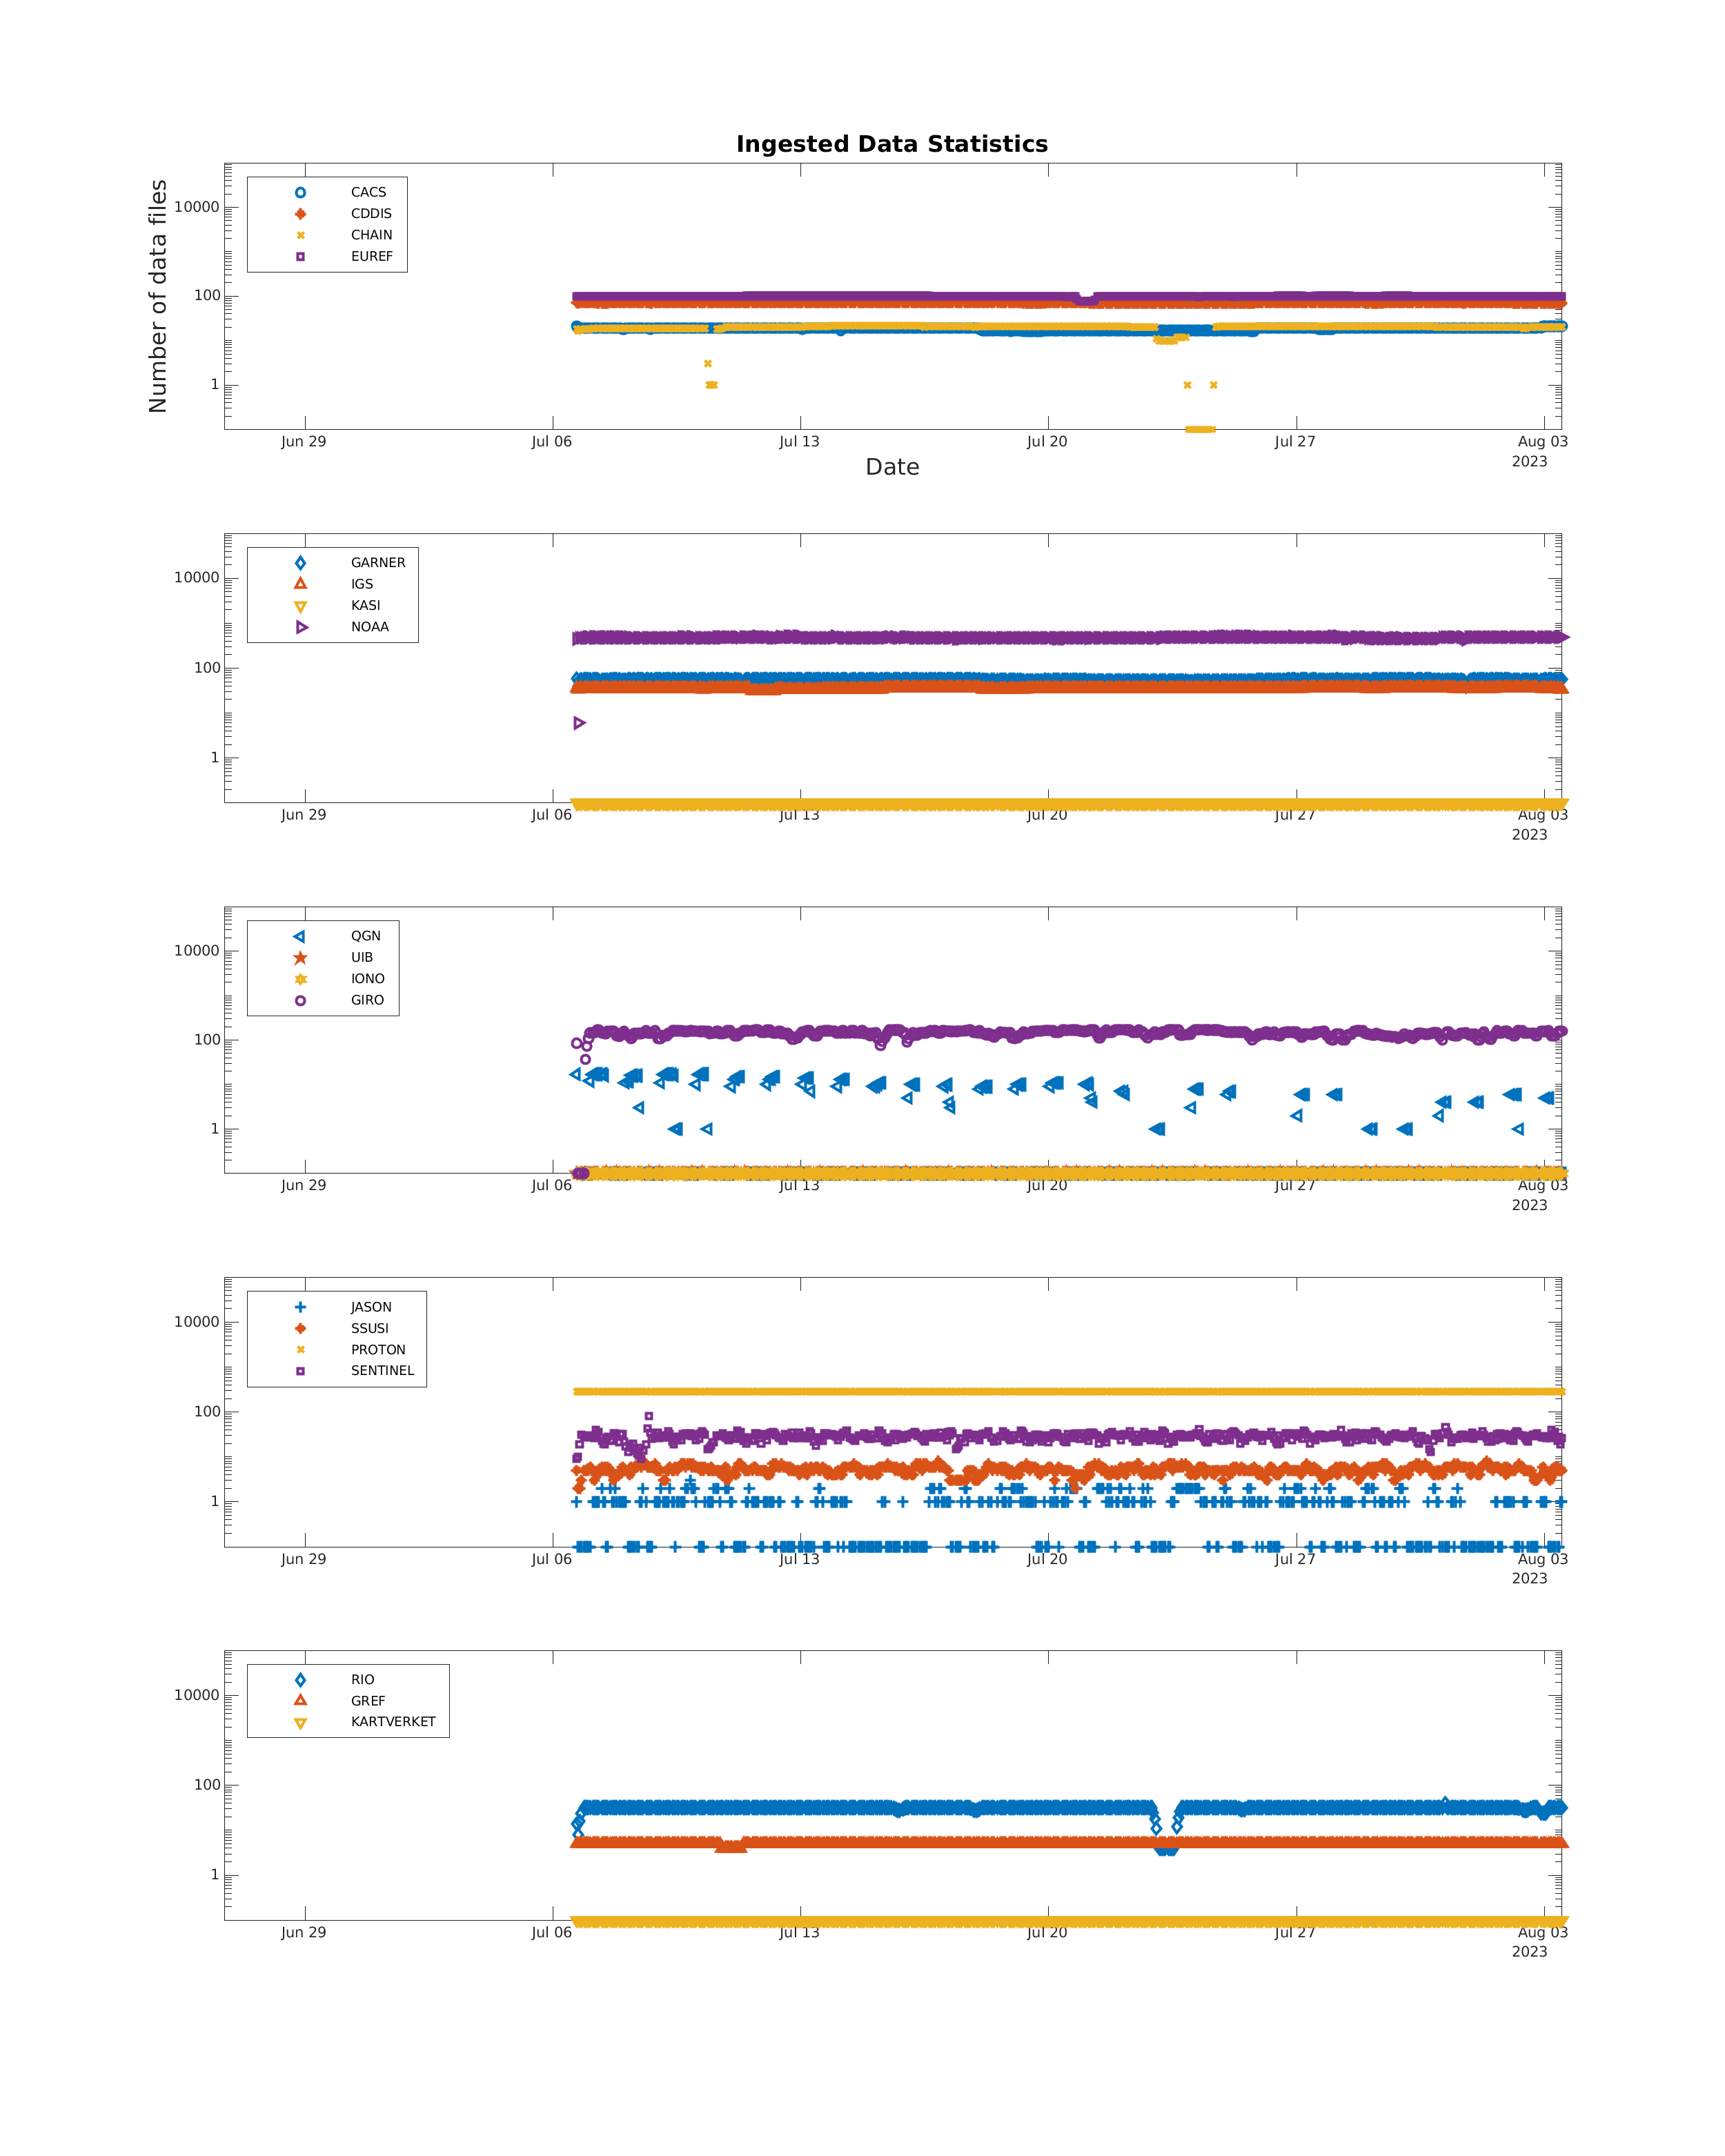 Ingested Data Statistics
Number of data files
10000
100
1
CACS
CDDIS
CHAIN
EUREF
Jun 29 Jul 06 Jul 13 Jul 20 Jul 27 Aug 03
2023
Date
10000
100
1
GARNER
IGS
KASI
NOAA
Jun 29 Jul 06 Jul 13 Jul 20 Jul 27 Aug 03
2023
10000
100
1
QGN
UIB
IONO
GIRO
Jun 29 Jul 06 Jul 13 Jul 20 Jul 27 Aug 03
2023
10000
100
1
JASON
SSUSI
PROTON
SENTINEL
Jun 29 Jul 06 Jul 13 Jul 20 Jul 27 Aug 03
2023
10000
100
1
RIO
GREF
KARTVERKET
Jun 29 Jul 06 Jul 13 Jul 20 Jul 27 Aug 03
2023